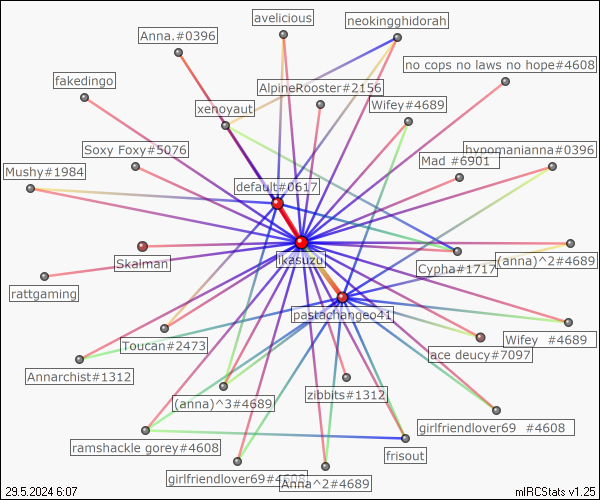 avelicious
neokingghidorah
Anna.#0396
no cops no laws no hope#4608
fakedingo
AlpineRooster#2156
xenoyaut
Wifey#4689
Soxy Foxy#5076
hypomanianna#0396
Mad #6901
Mushy#1984
default#0617
Skalman
ikasuzu
(anna)^2#4689
Cypha#1717
rattgaming
pastachangeo41
Toucan#2473
Wifey #4689
ace deucy#7097
Annarchist#1312
zibbits#1312
(anna)^3#4689
girlfriendlover69 #4608
ramshackle gorey#4608
frisout
girlfriendlover69#4608
Anna^2#4689
29.5.2024 6:07
mIRCStats v1.25